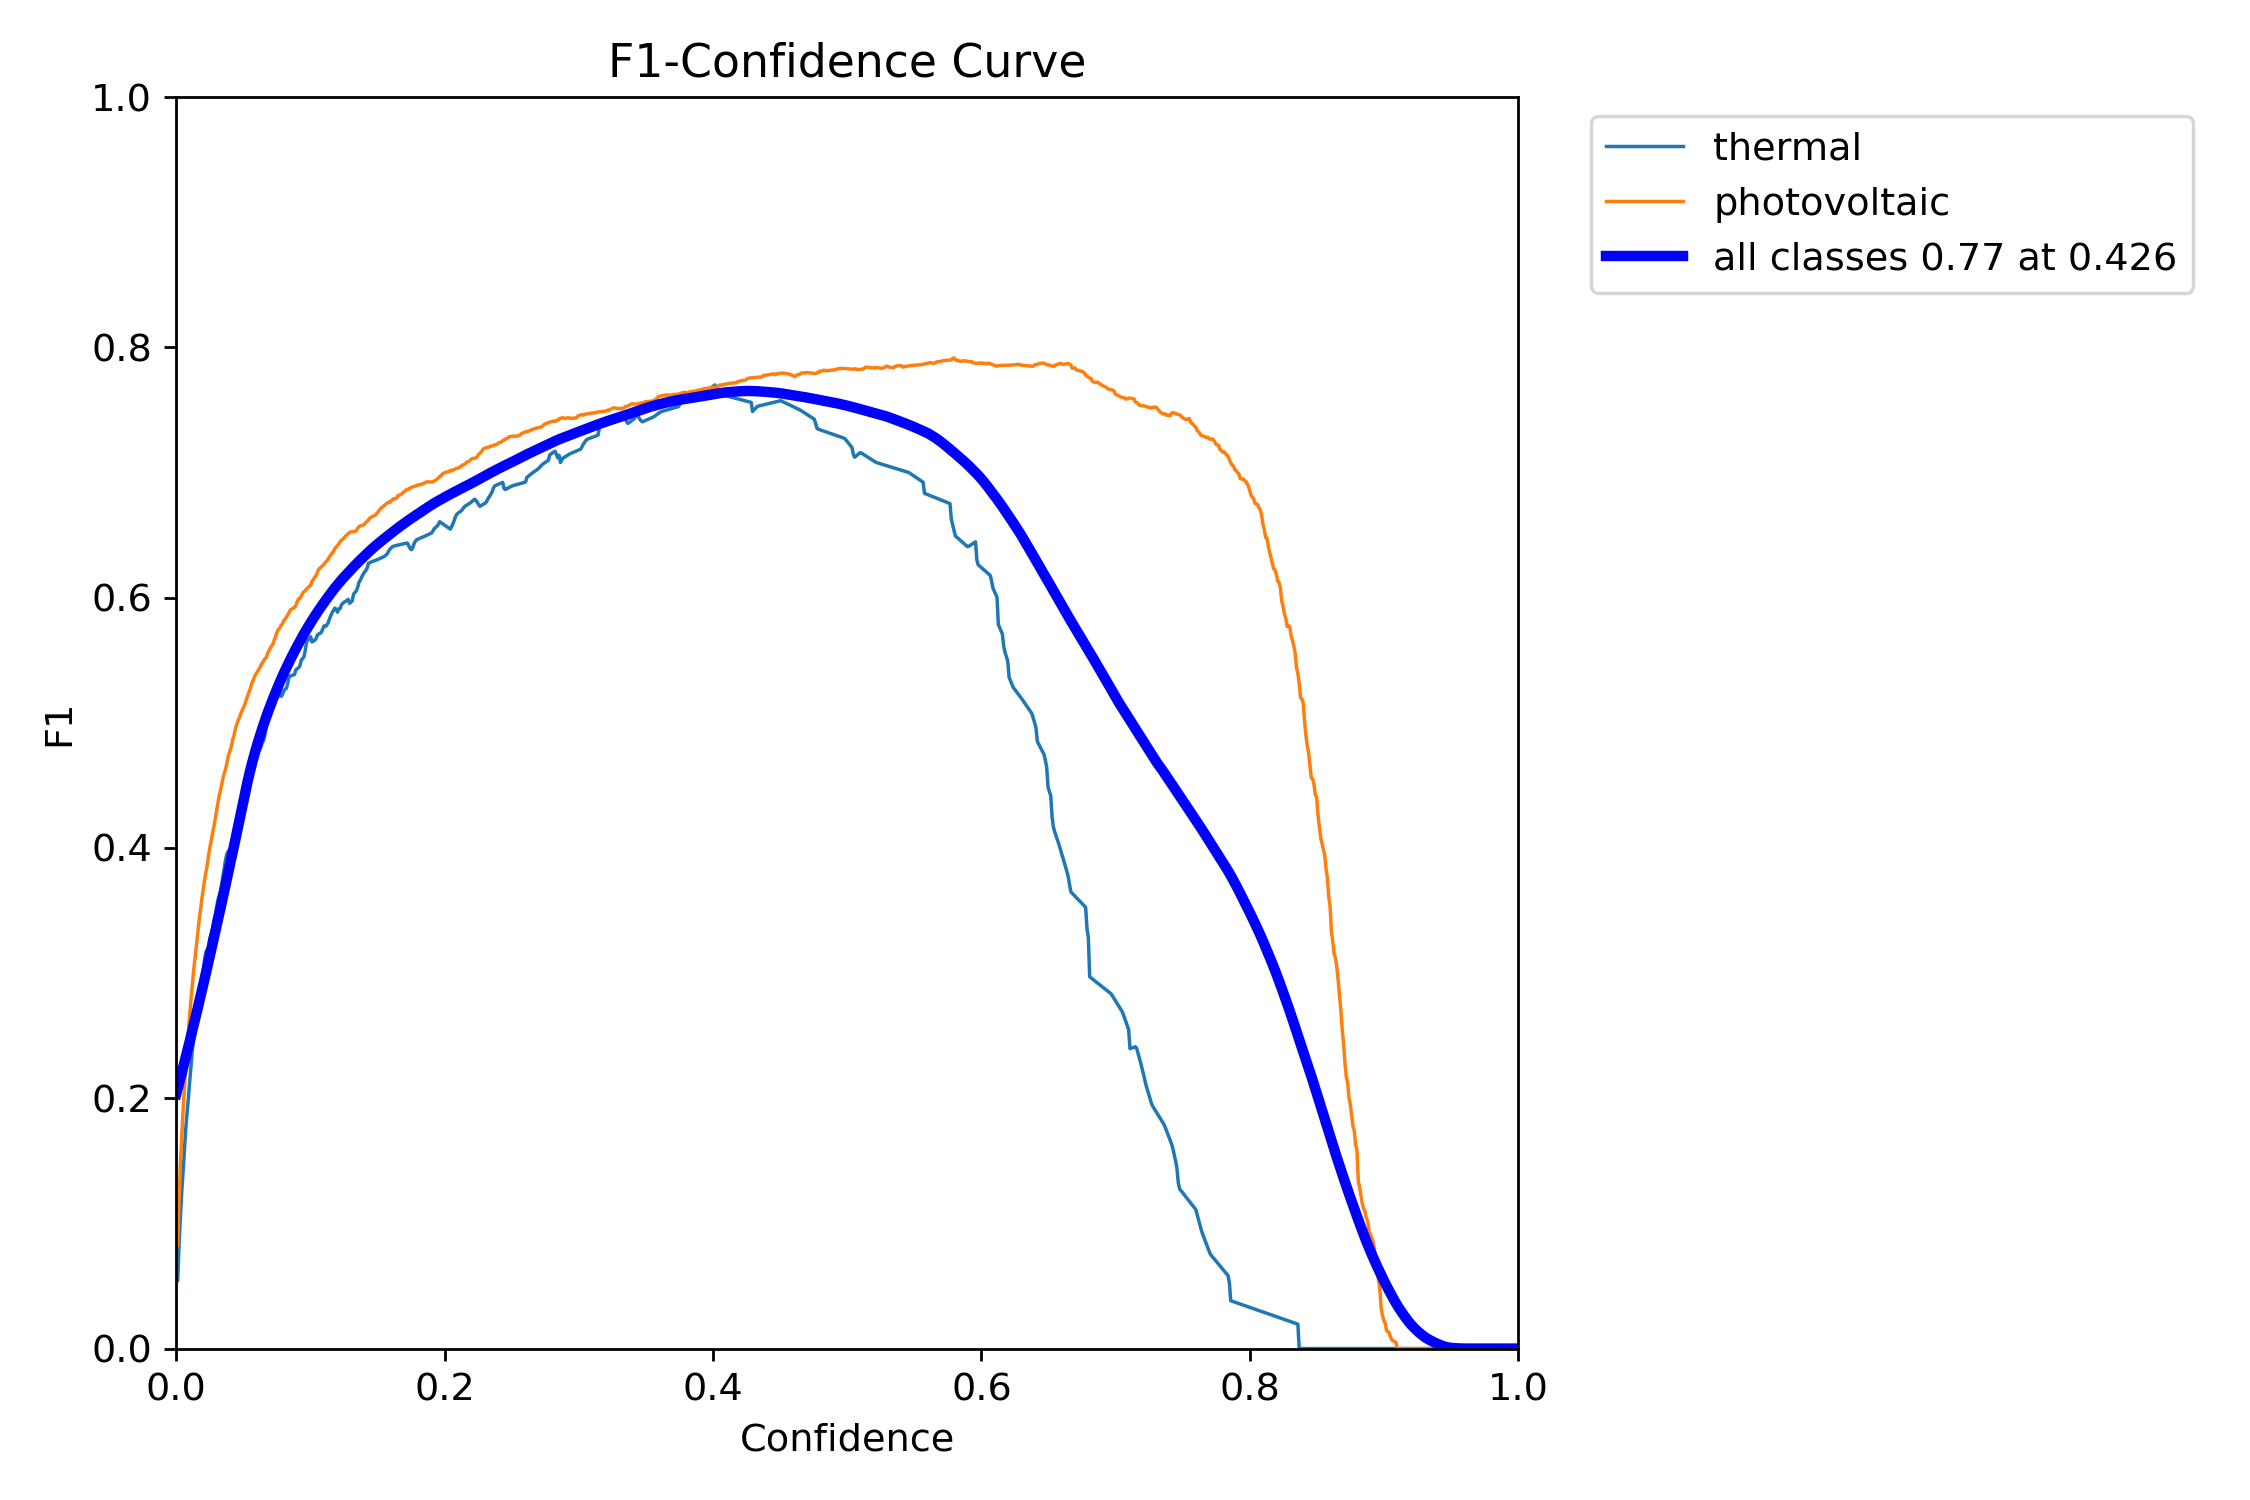 F1-Confidence Curve
1.0
0.8
0.6
0.4
0.2
0.0
F1
0.0 0.2 0.4 0.6 0.8 1.0
Confidence
thermal
photovoltaic
all classes 0.77 at 0.426